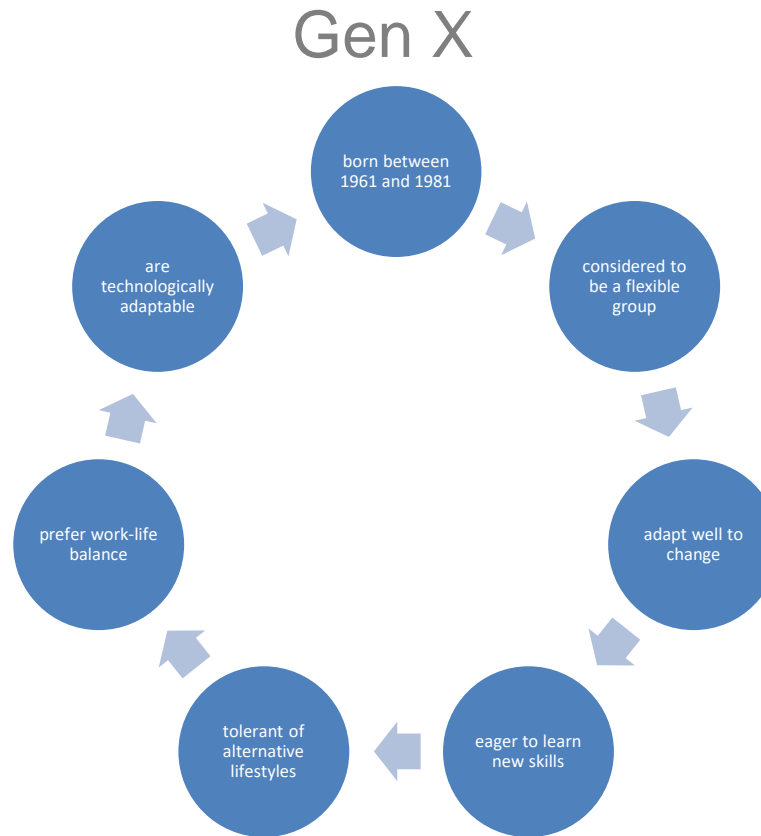 Gen X
born between
1961 and 1981
considered to
be a flexible
group
adapt well to
change
eager to learn
new skills
tolerant of
alternative
lifestyles
prefer work-life
balance
are
technologically
adaptable